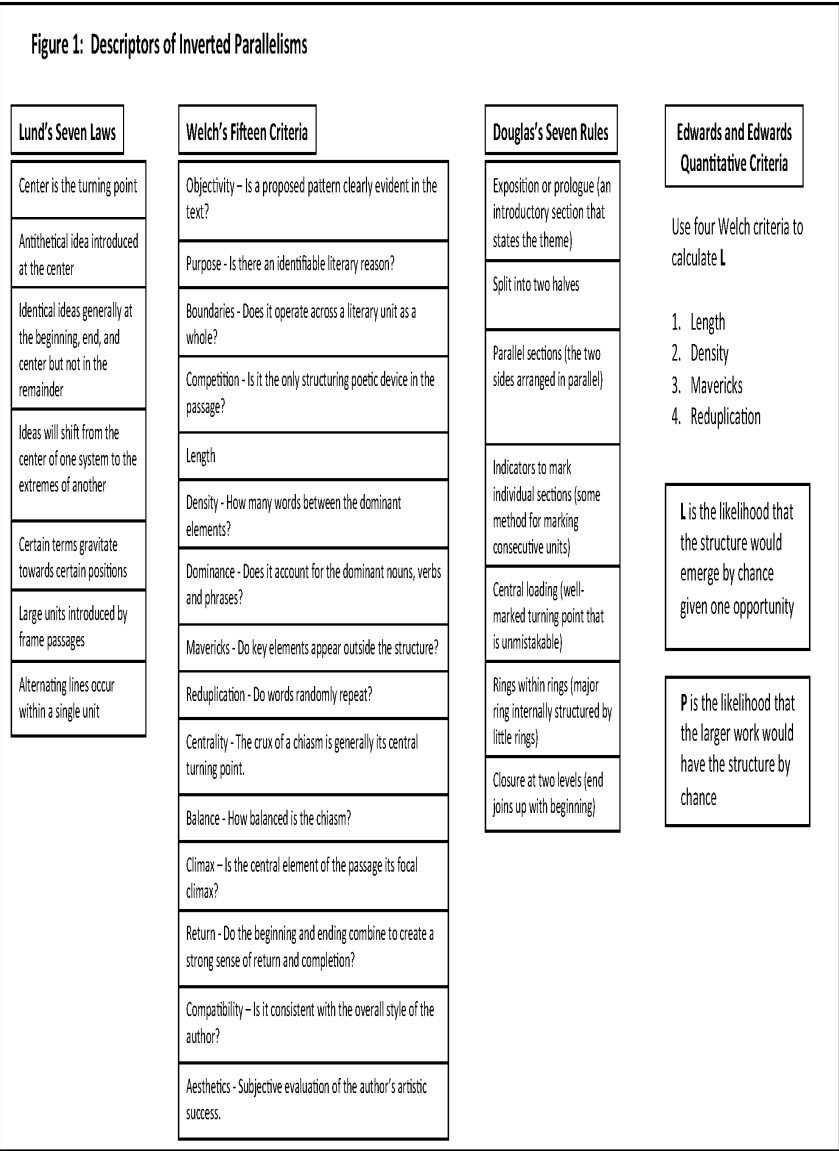 Figure 1:  Descriptors of Inverted Parallelisms
Lund's Seven Laws
Center is the turning point
Antithetical idea introduced
at the center
Identical ideas generally at
the beginning, end, and
center but not in the
remainder
Ideas will shift from the
center of one system to the
extremes of another
Certain terms gravitate
towards certain positions
Large units introduced by
frame passages
Alternating lines occur
within a single unit
Welch's Fifteen Criteria
Objectivity – Is a proposed pattern clearly evident in the
text?
Purpose - Is there an identifiable literary reason?
Boundaries - Does it operate across a literary unit as a
whole?
Competition - Is it the only structuring poetic device in the
passage?
Length
Density - How many words between the dominant
elements?
Dominance - Does it account for the dominant nouns, verbs
and phrases?
Mavericks - Do key elements appear outside the structure?
Reduplication - Do words randomly repeat?
Centrality - The crux of a chiasm is generally its central
turning point.
Balance - How balanced is the chiasm?
Climax – Is the central element of the passage its focal
climax?
Return - Do the beginning and ending combine to create a
strong sense of return and completion?
Compatibility – Is it consistent with the overall style of the
author?
Aesthetics - Subjective evaluation of the author's artistic
success.
Douglas's Seven Rules
Exposition or prologue (an
introductory section that
states the theme)
Split into two halves
Parallel sections (the two
sides arranged in parallel)
Indicators to mark
individual sections (some
method for marking
consecutive units)
Central loading (well-
marked turning point that
is unmistakable)
Rings within rings (major
ring internally structured by
little rings)
Closure at two levels (end
joins up with beginning)
Edwards and Edwards
Quantitative Criteria
Use four Welch criteria to
calculate L
1. Length
2. Density
3. Mavericks
4. Reduplication
L is the likelihood that
the structure would
emerge by chance
given one opportunity
P is the likelihood that
the larger work would
have the structure by
chance